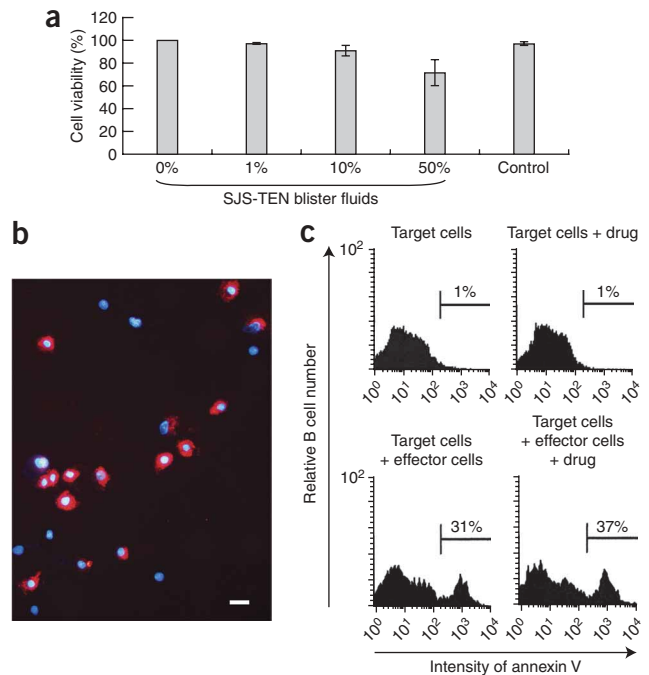 a
120
100
80
60
40
20
0
Cell viability (%)
0% 1% 10% 50% Control
SJS-TEN blister fluids
b
c
Target cells
Target cells + drug
10²
1%
1%
10⁰ 10¹ 10² 10³ 10⁴
10⁰ 10¹ 10² 10³ 10⁴
Relative B cell number
Target cells
+ effector cells
Target cells
+ effector cells
+ drug
10²
31%
37%
10⁰ 10¹ 10² 10³ 10⁴
10⁰ 10¹ 10² 10³ 10⁴
Intensity of annexin V